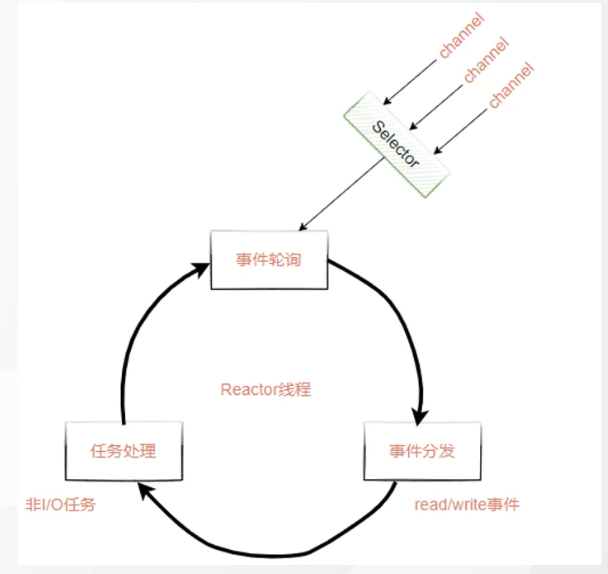 channel
channel
channel
Selector
事件轮询
Reactor线程
任务处理
事件分发
非I/O任务
read/write事件